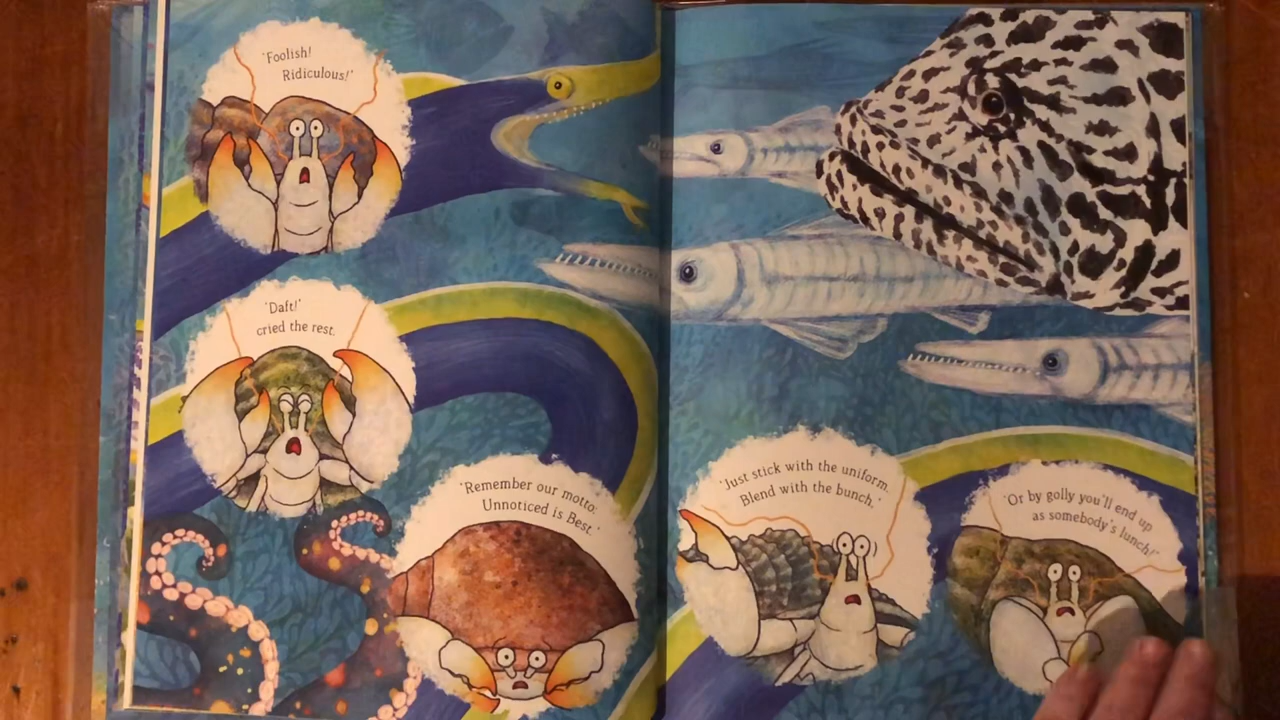 'Foolish!
Ridiculous!'
'Daft!'
cried the rest.
'Remember our motto:
Unnoticed is Best.'
'Just stick with the uniform.
Blend with the bunch,'
'Or by golly you'll end up
as somebody's lunch!'